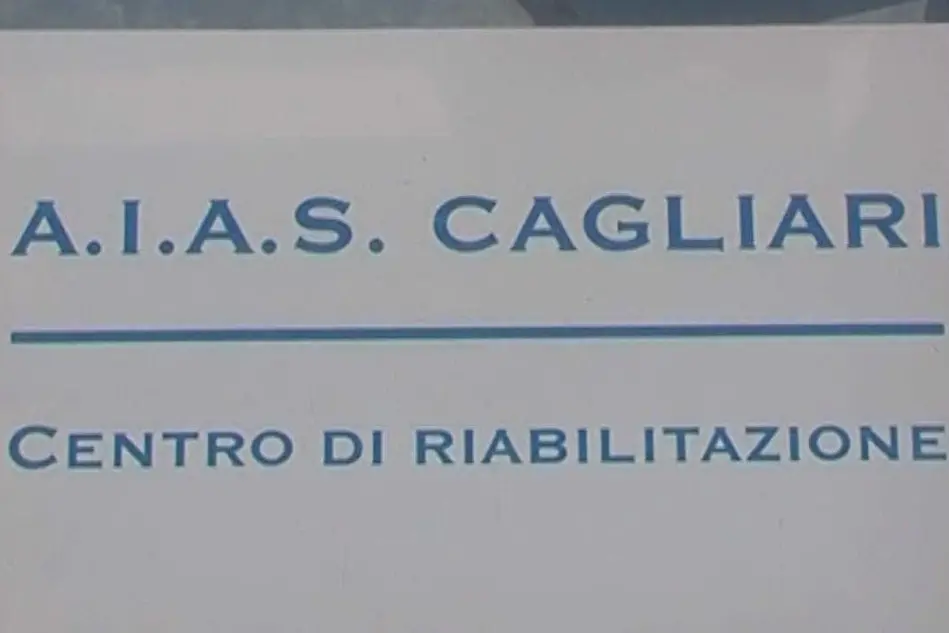 A.I.A.S. CAGLIARI
CENTRO DI RIABILITAZIONE